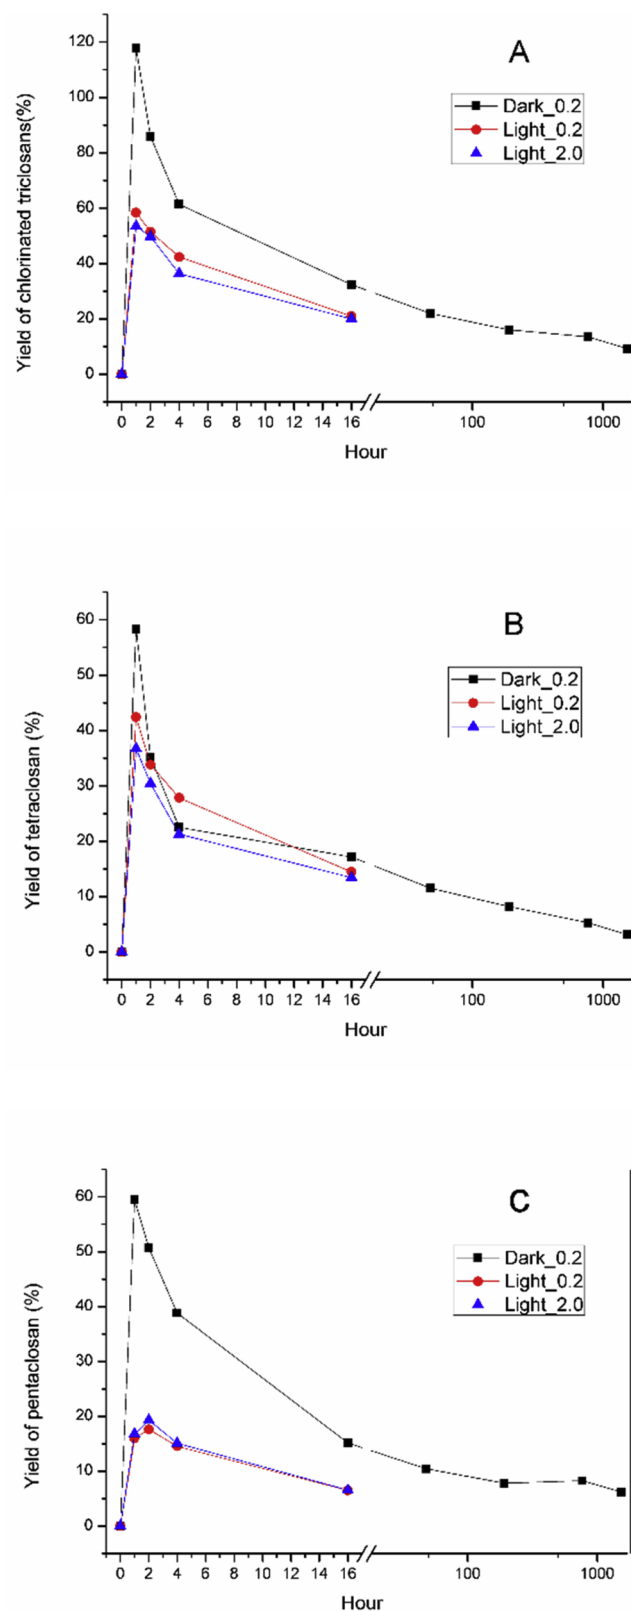 A
Dark_0.2
Light_0.2
Light_2.0
Yield of chlorinated triclosans(%)
120
100
80
60
40
20
0
0 2 4 6 8 10 12 14 16 100 1000
Hour
B
Dark_0.2
Light_0.2
Light_2.0
Yield of tetraclosan (%)
60
50
40
30
20
10
0
0 2 4 6 8 10 12 14 16 100 1000
Hour
C
Dark_0.2
Light_0.2
Light_2.0
Yield of pentaclosan (%)
60
50
40
30
20
10
0
0 2 4 6 8 10 12 14 16 100 1000
Hour